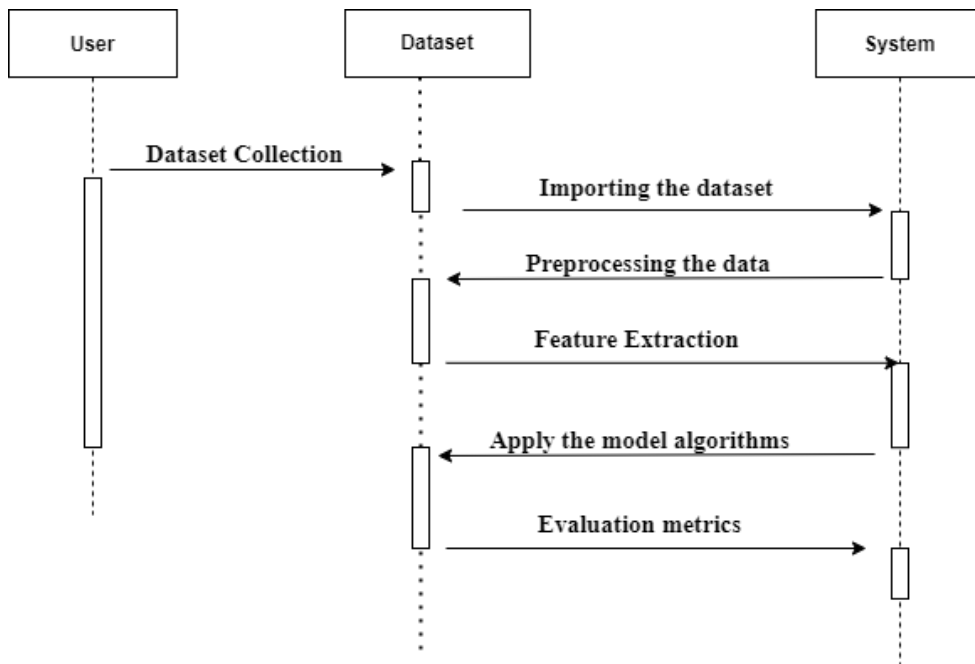 User
Dataset
System
Dataset Collection
Importing the dataset
Preprocessing the data
Feature Extraction
Apply the model algorithms
Evaluation metrics